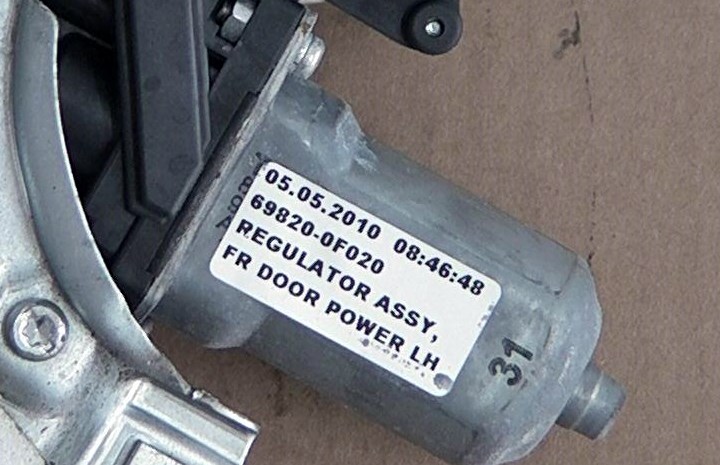 05.05.2010 08:46:48
69820-0F020
REGULATOR ASSY,
FR DOOR POWER LH
31